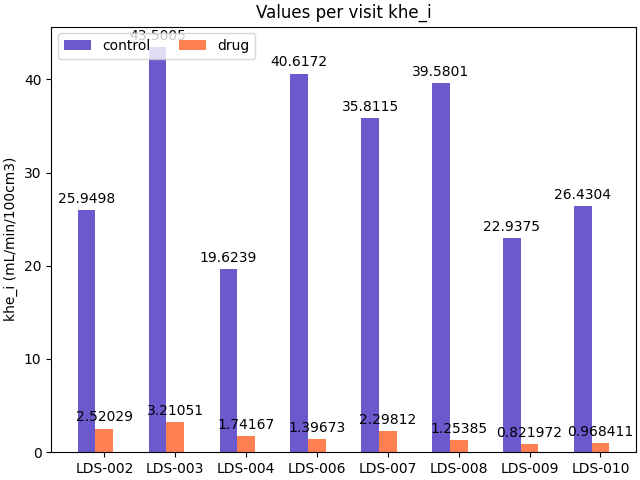 Values per visit khe_i
control
drug
khe_i (mL/min/100cm3)
40
30
20
10
0
25.9498
43.5005
19.6239
40.6172
35.8115
39.5801
22.9375
26.4304
2.52029
3.21051
1.74167
1.39673
2.29812
1.25385
0.821972
0.968411
LDS-002
LDS-003
LDS-004
LDS-006
LDS-007
LDS-008
LDS-009
LDS-010